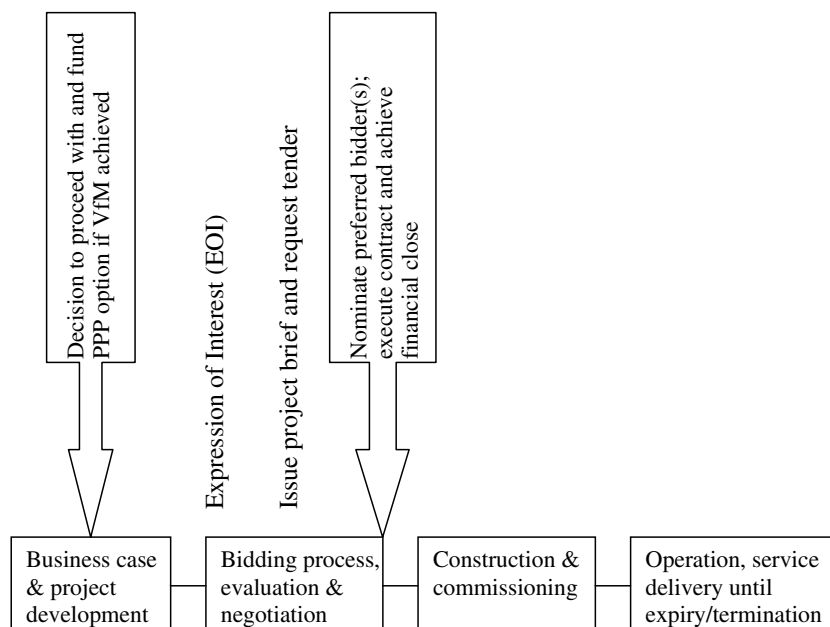 Decision to proceed with and fund
PPP option if VfM achieved
Expression of Interest (EOI)
Issue project brief and request tender
Nominate preferred bidder(s);
execute contract and achieve
financial close
Business case
& project
development
Bidding process,
evaluation &
negotiation
Construction &
commissioning
Operation, service
delivery until
expiry/termination